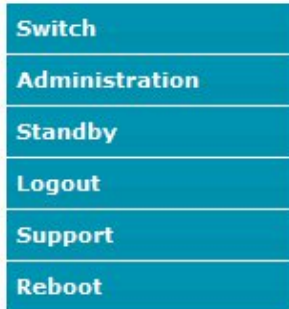 Switch
Administration
Standby
Logout
Support
Reboot